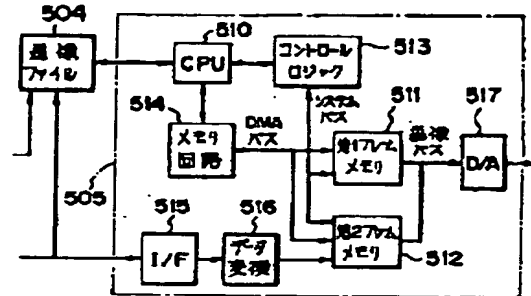 504
画像
ファイル
510
CPU
コントロール
ロジック
513
514
メモリ
回路
DMA
バス
システム
バス
511
第1フレーム
メモリ
画像
バス
517
D/A
505
515
I/F
516
データ
変換
第2フレーム
メモリ
512